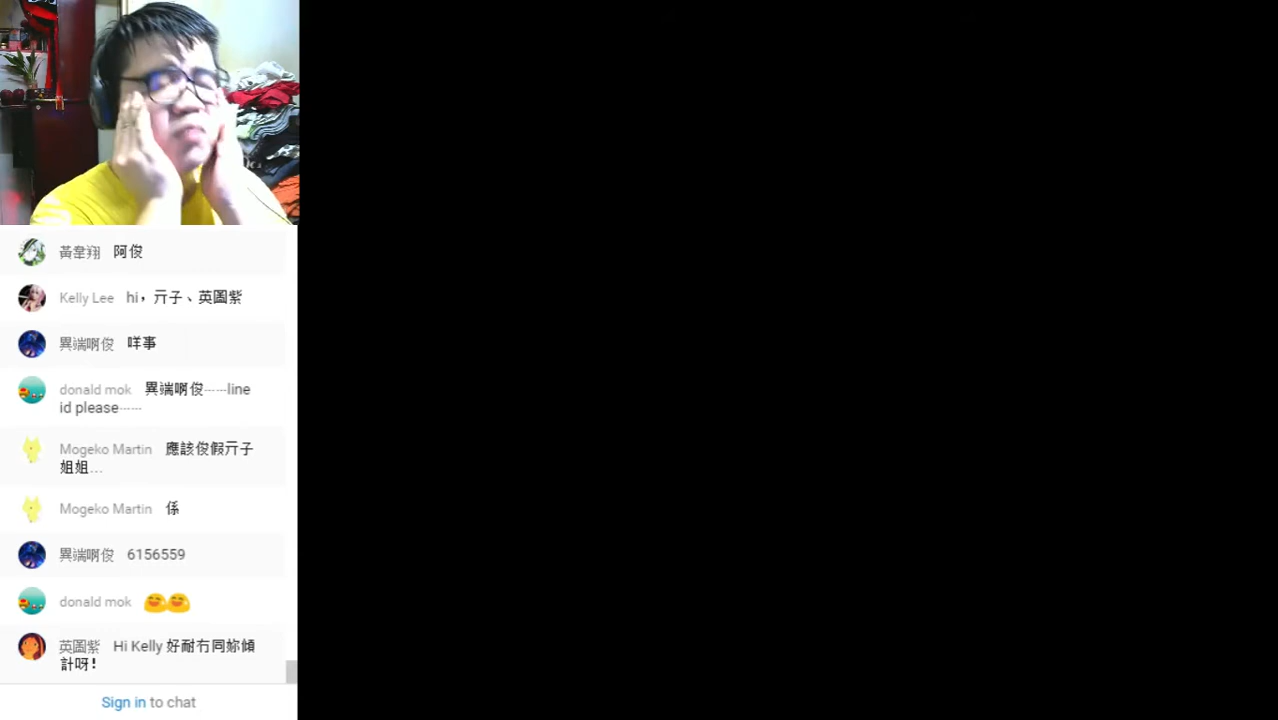 黃韋翔 阿俊
Kelly Lee hi，亓子、英圖紫
異端啊俊 咩事
donald mok 異端啊俊……line
id please……
Mogeko Martin 應該俊假亓子
姐姐...
Mogeko Martin 係
異端啊俊 6156559
donald mok
英圖紫 Hi Kelly 好耐冇同妳傾
計呀!
Sign in to chat